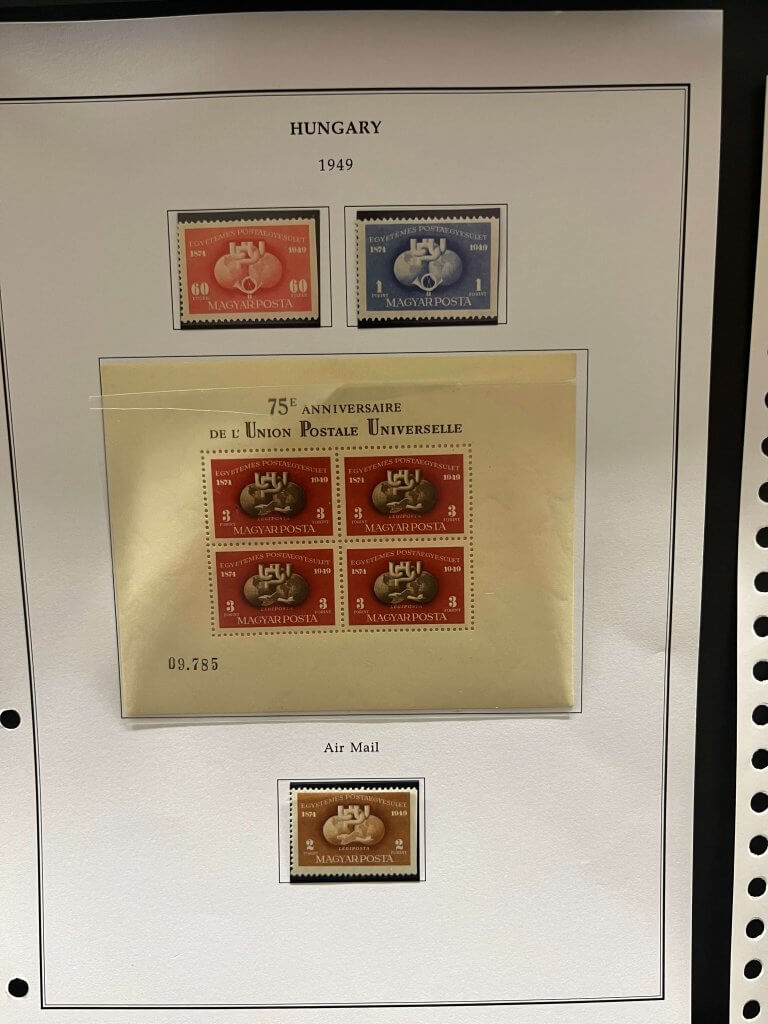 HUNGARY
1949
EGYETEMES POSTAEGYESÜLET
1874 1949
60 60
FILLÉR FILLÉR
MAGYAR POSTA
EGYETEMES POSTAEGYESÜLET
1874 1949
1 1
FORINT FORINT
MAGYAR POSTA
75E ANNIVERSAIRE
DE L' UNION POSTALE UNIVERSELLE
EGYETEMES POSTAEGYESÜLET
1874 1949
3 3
FORINT LÉGIPOSTA FORINT
MAGYAR POSTA
EGYETEMES POSTAEGYESÜLET
1874 1949
3 3
FORINT LÉGIPOSTA FORINT
MAGYAR POSTA
EGYETEMES POSTAEGYESÜLET
1874 1949
3 3
FORINT LÉGIPOSTA FORINT
MAGYAR POSTA
EGYETEMES POSTAEGYESÜLET
1874 1949
3 3
FORINT LÉGIPOSTA FORINT
MAGYAR POSTA
09.785
Air Mail
EGYETEMES POSTAEGYESÜLET
1874 1949
2 2
FORINT LÉGIPOSTA FORINT
MAGYAR POSTA